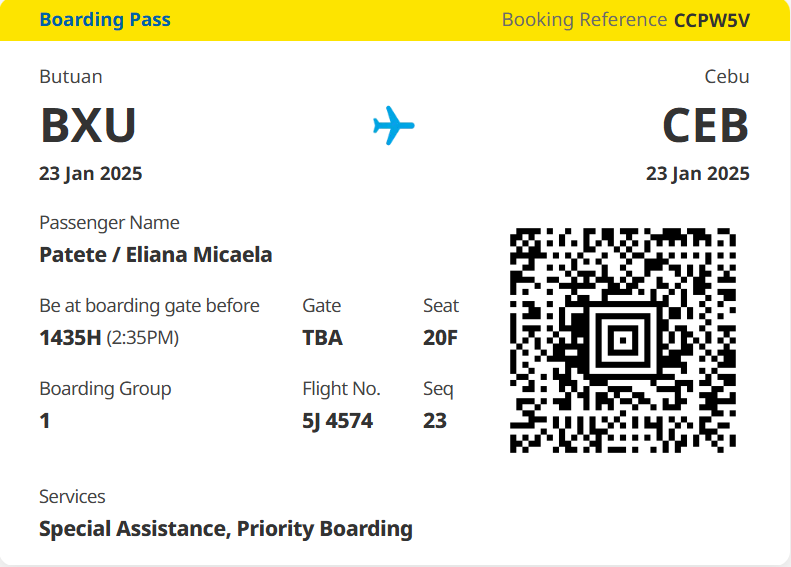 Boarding Pass
Booking Reference CCPW5V
Butuan
Cebu
BXU
CEB
23 Jan 2025
23 Jan 2025
Passenger Name
Patete / Eliana Micaela
Be at boarding gate before
Gate
Seat
1435H (2:35PM)
TBA
20F
Boarding Group
Flight No.
Seq
1
5J 4574
23
Services
Special Assistance, Priority Boarding